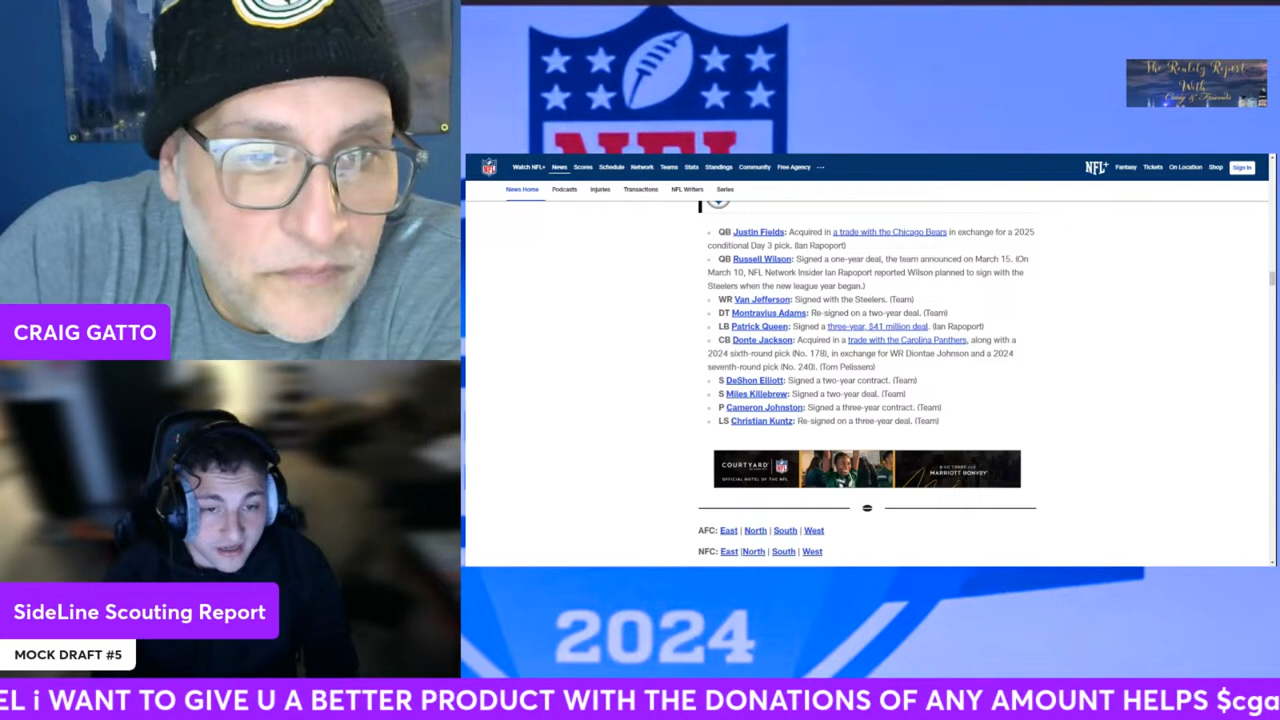 CRAIG GATTO
SideLine Scouting Report
MOCK DRAFT #5
The Reality Report
With
Craig & Friends
NFL
Watch NFL+ News Scores Schedule Network Teams Stats Standings Community Free Agency ··· NFL+ Fantasy Tickets On Location Shop Sign In
News Home Podcasts Injuries Transactions NFL Writers Series
QB Justin Fields: Acquired in a trade with the Chicago Bears in exchange for a 2025
conditional Day 3 pick. (Ian Rapoport)
QB Russell Wilson: Signed a one-year deal, the team announced on March 15. (On
March 10, NFL Network Insider Ian Rapoport reported Wilson planned to sign with the
Steelers when the new league year began.)
WR Van Jefferson: Signed with the Steelers. (Team)
DT Montravius Adams: Re-signed on a two-year deal. (Team)
LB Patrick Queen: Signed a three-year, $41 million deal. (Ian Rapoport)
CB Donte Jackson: Acquired in a trade with the Carolina Panthers, along with a
2024 sixth-round pick (No. 178), in exchange for WR Diontae Johnson and a 2024
seventh-round pick (No. 240). (Tom Pelissero)
S DeShon Elliott: Signed a two-year contract. (Team)
S Miles Killebrew: Signed a two-year deal. (Team)
P Cameron Johnston: Signed a three-year contract. (Team)
LS Christian Kuntz: Re-signed on a three-year deal. (Team)
COURTYARD
OFFICIAL HOTEL OF THE NFL
MARRIOTT BONVOY
AFC: East | North | South | West
NFC: East |North | South | West
2024
EL i WANT TO GIVE U A BETTER PRODUCT WITH THE DONATIONS OF ANY AMOUNT HELPS $cga